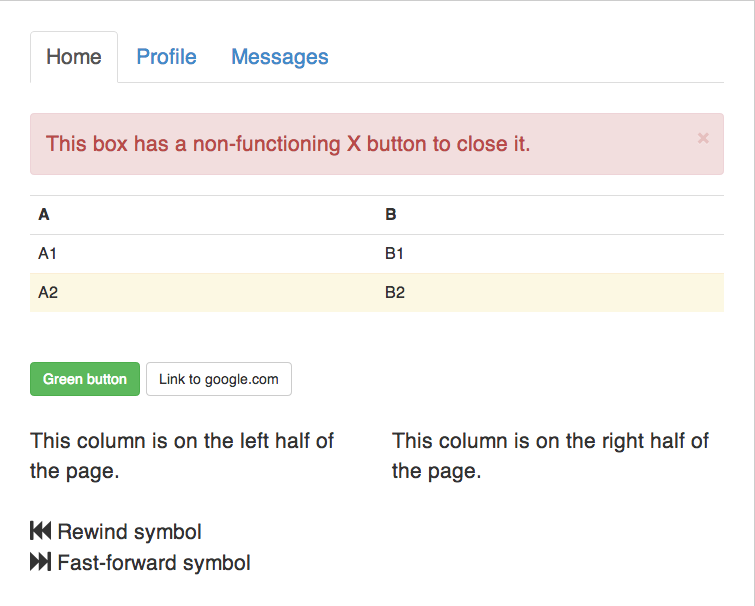 Home Profile Messages
This box has a non-functioning X button to close it. ×
A B
A1 B1
A2 B2
Green button Link to google.com
This column is on the left half of
the page.
This column is on the right half of
the page.
Rewind symbol
Fast-forward symbol